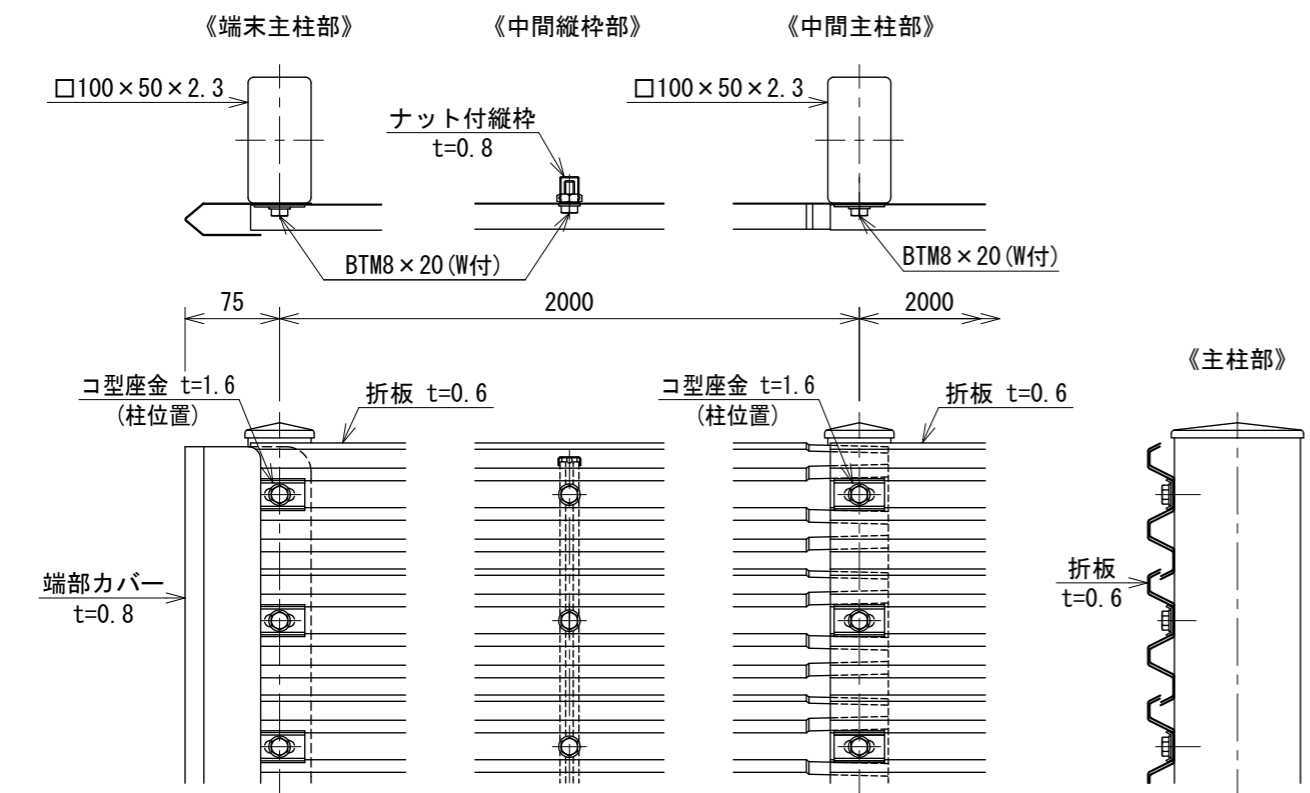 《端末主柱部》
《中間縦枠部》
《中間主柱部》
□100×50×2.3
ナット付縦枠
t=0.8
□100×50×2.3
BTM8×20(W付)
BTM8×20(W付)
75
2000
2000
《主柱部》
コ型座金 t=1.6
(柱位置)
折板 t=0.6
コ型座金 t=1.6
(柱位置)
折板 t=0.6
端部カバー
t=0.8
折板
t=0.6